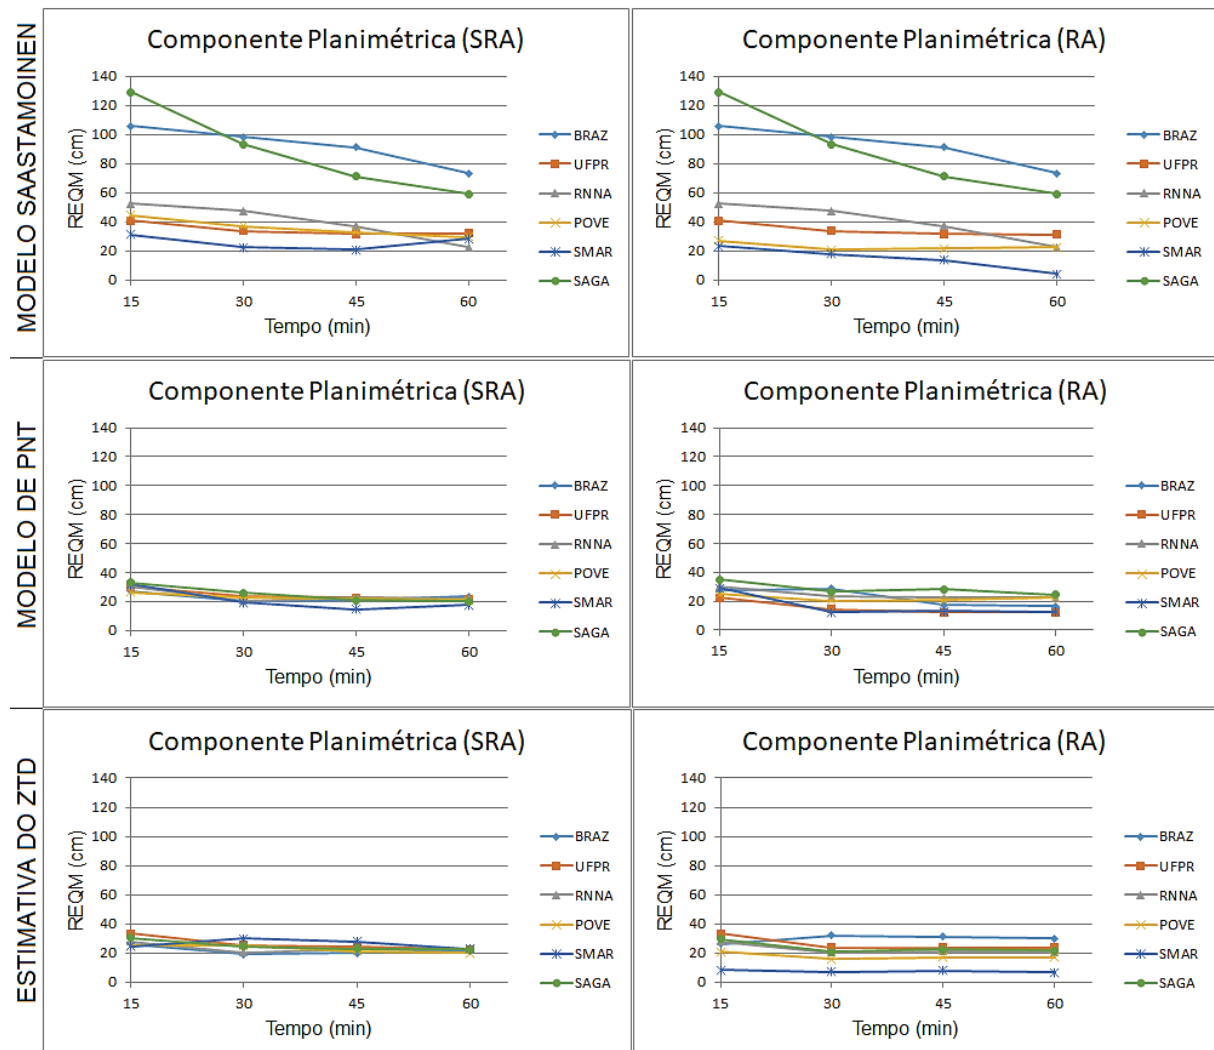 MODELO SAASTAMOINEN
Componente Planimétrica (SRA)
REQM (cm)
140
120
100
80
60
40
20
0
15 30 45 60
Tempo (min)
BRAZ
UFPR
RNNA
POVE
SMAR
SAGA
Componente Planimétrica (RA)
REQM (cm)
140
120
100
80
60
40
20
0
15 30 45 60
Tempo (min)
BRAZ
UFPR
RNNA
POVE
SMAR
SAGA
MODELO DE PNT
Componente Planimétrica (SRA)
REQM (cm)
140
120
100
80
60
40
20
0
15 30 45 60
Tempo (min)
BRAZ
UFPR
RNNA
POVE
SMAR
SAGA
Componente Planimétrica (RA)
REQM (cm)
140
120
100
80
60
40
20
0
15 30 45 60
Tempo (min)
BRAZ
UFPR
RNNA
POVE
SMAR
SAGA
ESTIMATIVA DO ZTD
Componente Planimétrica (SRA)
REQM (cm)
140
120
100
80
60
40
20
0
15 30 45 60
Tempo (min)
BRAZ
UFPR
RNNA
POVE
SMAR
SAGA
Componente Planimétrica (RA)
REQM (cm)
140
120
100
80
60
40
20
0
15 30 45 60
Tempo (min)
BRAZ
UFPR
RNNA
POVE
SMAR
SAGA